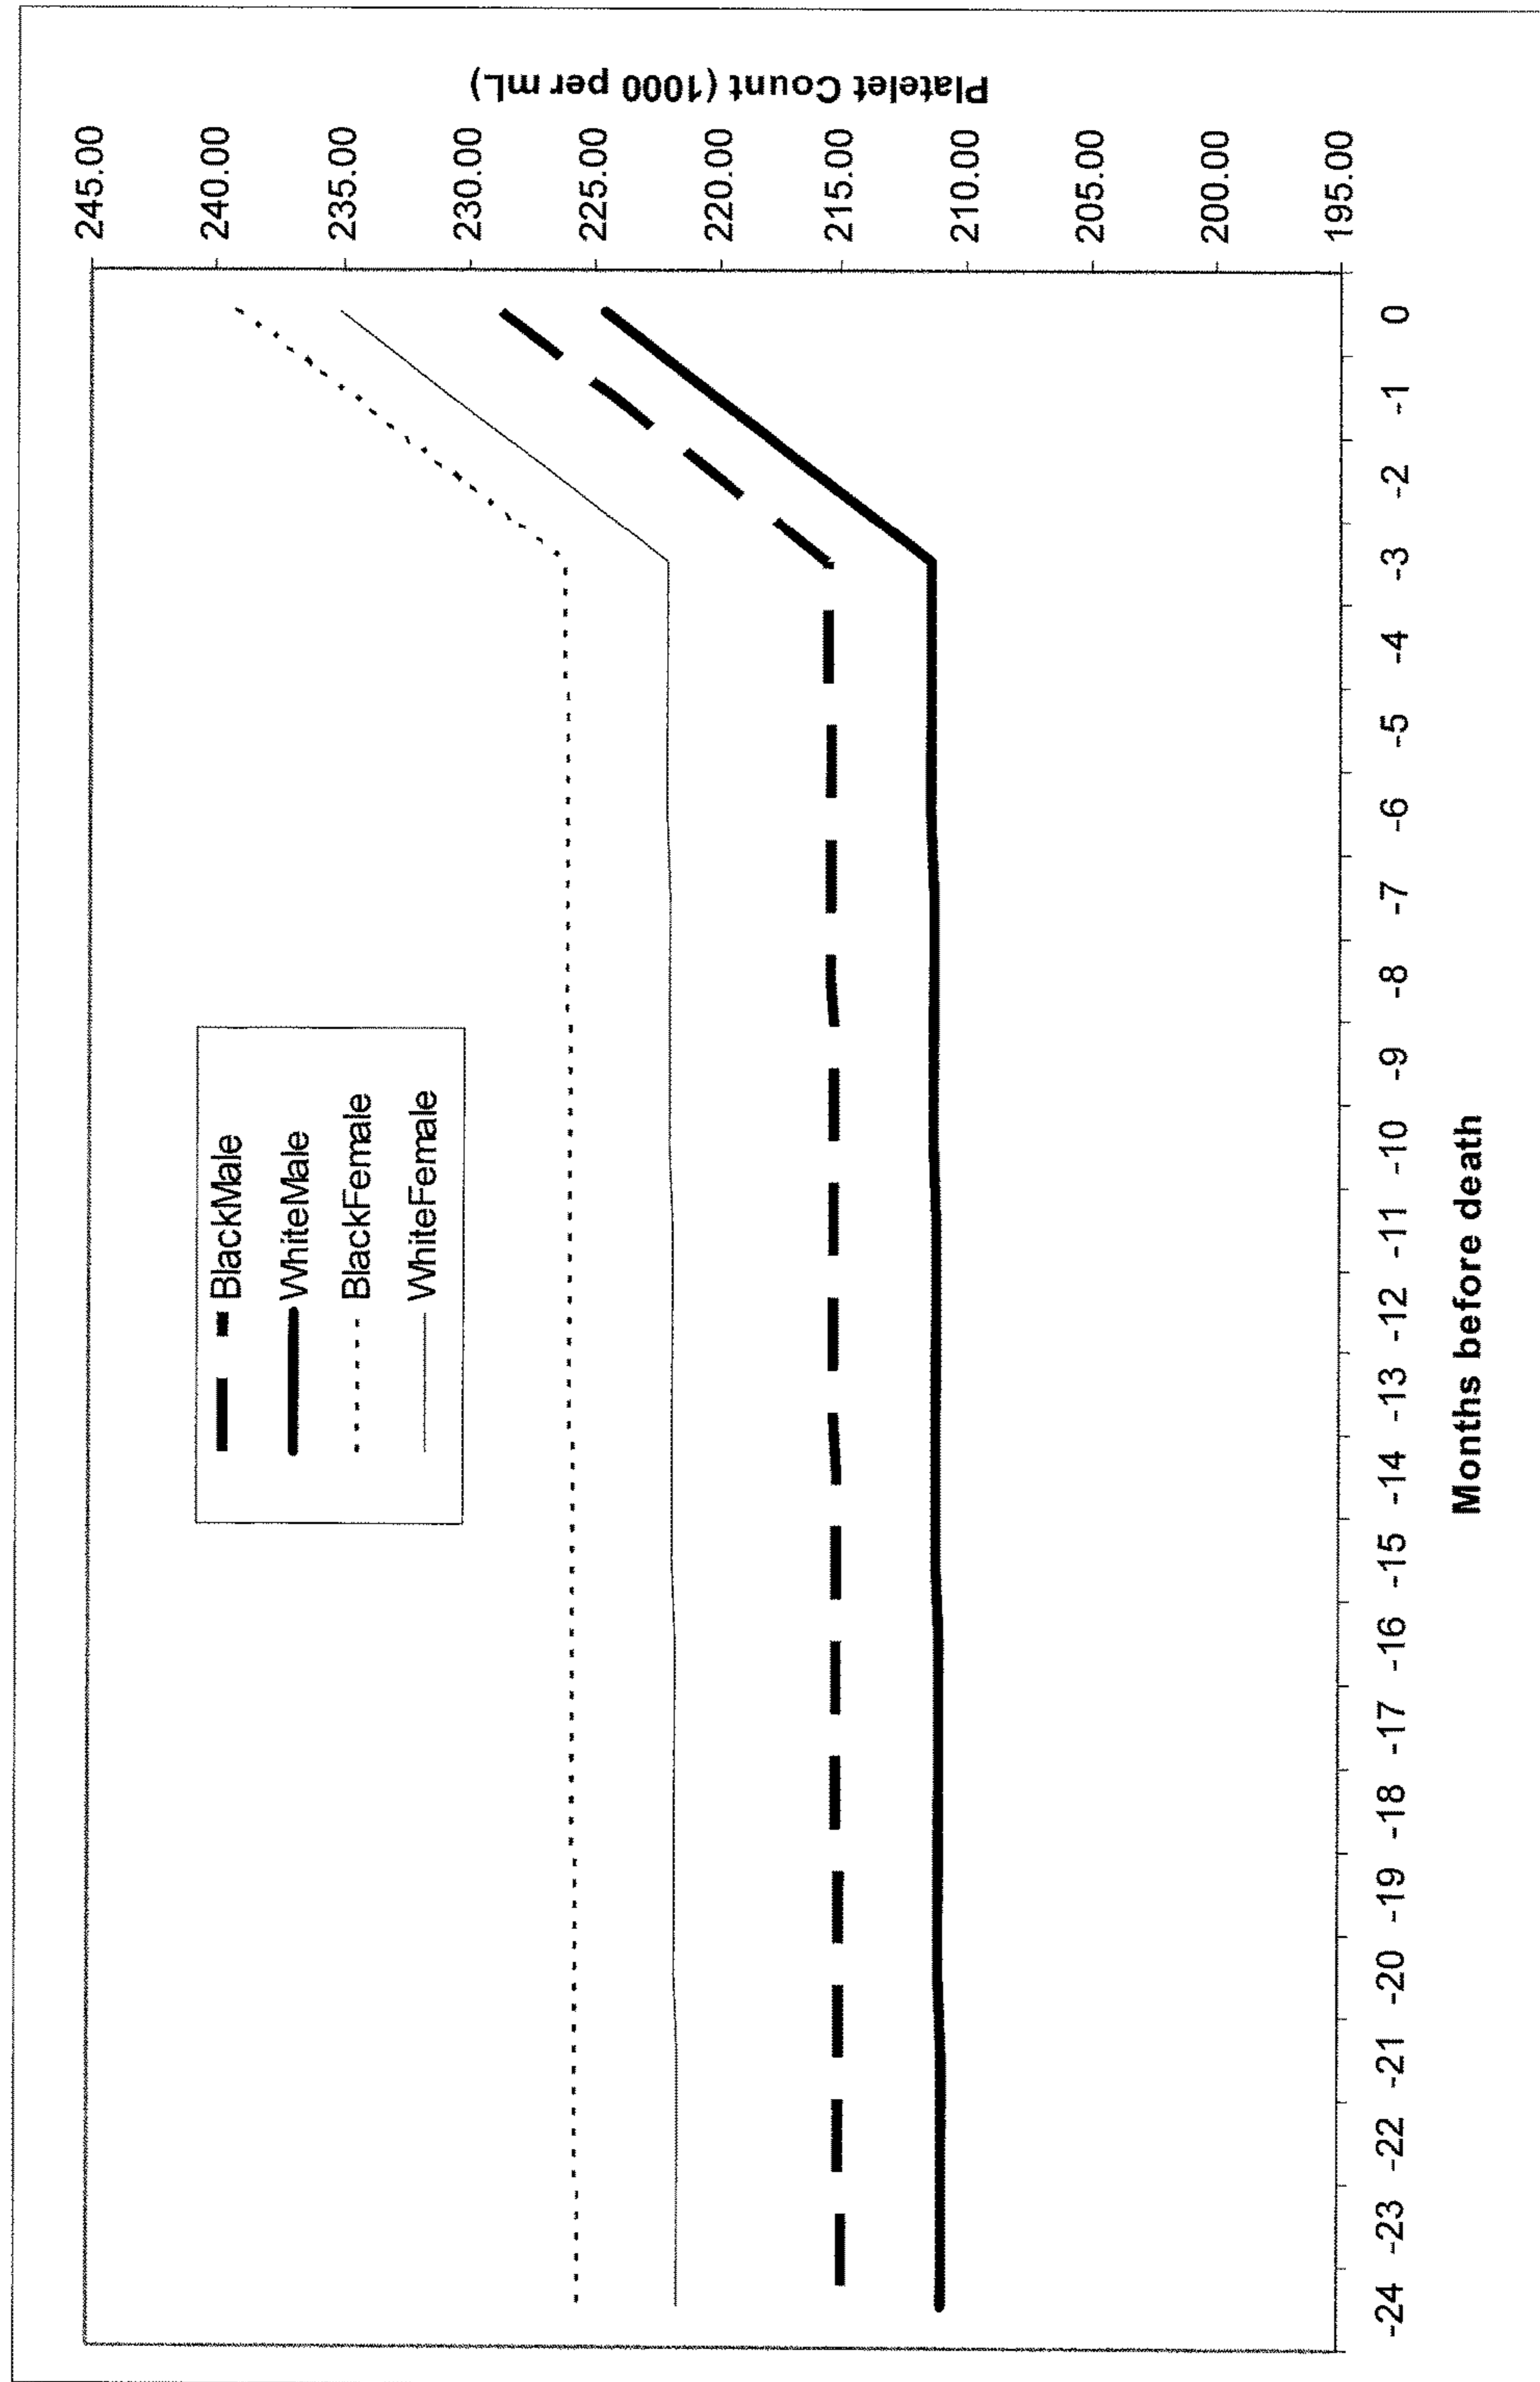 BlackMale
WhiteMale
BlackFemale
WhiteFemale
245.00
240.00
235.00
230.00
225.00
220.00
215.00
210.00
205.00
200.00
195.00
Platelet Count (1000 per mL)
-24 -23 -22 -21 -20 -19 -18 -17 -16 -15 -14 -13 -12 -11 -10 -9 -8 -7 -6 -5 -4 -3 -2 -1 0
Months before death